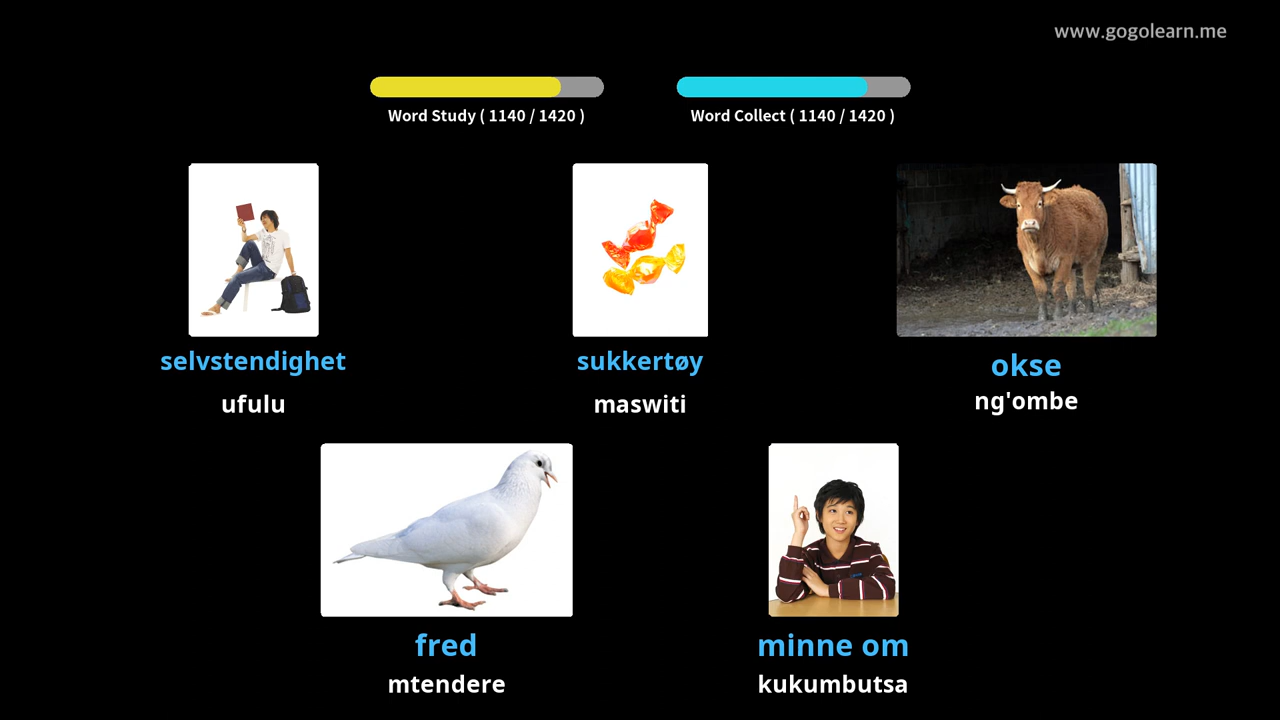 www.gogolearn.me
Word Study ( 1140 / 1420 )
Word Collect ( 1140 / 1420 )
selvstendighet
ufulu
sukkertøy
maswiti
okse
ng'ombe
fred
mtendere
minne om
kukumbutsa